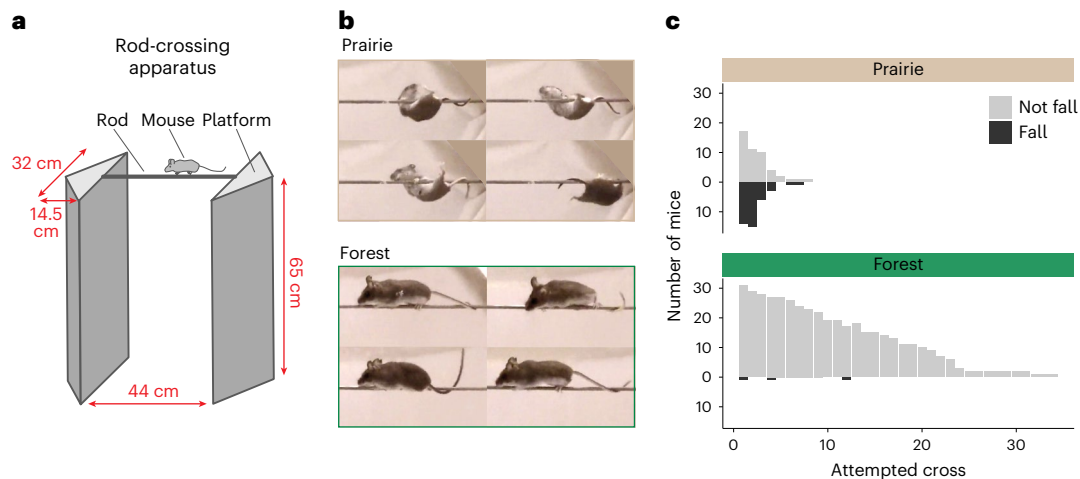 a
Rod-crossing
apparatus
Rod Mouse Platform
32 cm
14.5
cm
65 cm
44 cm
b
Prairie
Forest
c
Prairie
30
20
10
0
10
Not fall
Fall
Number of mice
Forest
30
20
10
0
10
0 10 20 30
Attempted cross